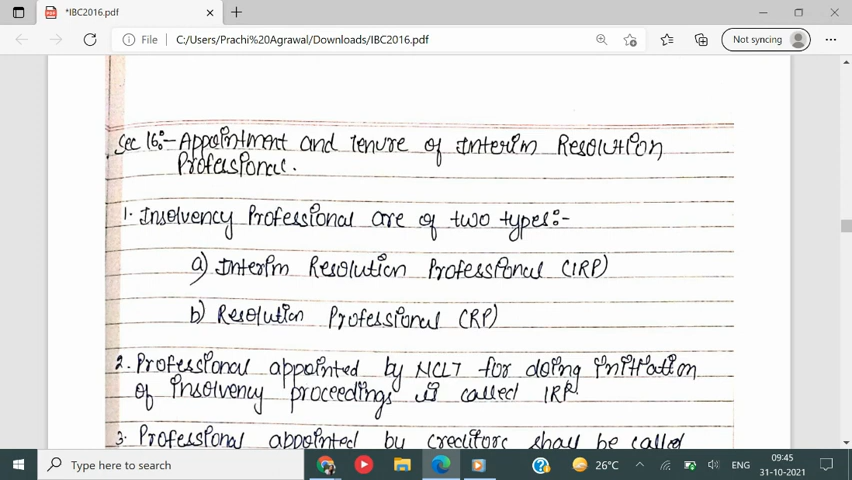 *IBC2016.pdf
File C:/Users/Prachi%20Agrawal/Downloads/IBC2016.pdf Not syncing
Sec 16:- Appointment and tenure of Interim Resolution
Professional.
1. Insolvency Professional are of two types:-
a) Interim Resolution Professional (IRP)
b) Resolution Professional (RP)
2. Professional appointed by NCLT for doing initiation
of insolvency proceedings is called IRP.
3. Professional appointed by creditors shall be called
Type here to search
26°C
ENG
09:45
31-10-2021